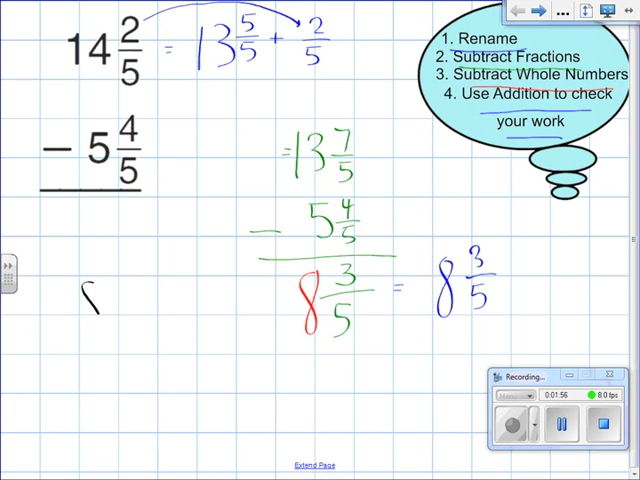 14 2/5 = 13 5/5 + 2/5
- 5 4/5
= 13 7/5
- 5 4/5
8 3/5 = 8 3/5
8
1. Rename
2. Subtract Fractions
3. Subtract Whole Numbers
4. Use Addition to check
your work
Recording...
Menu
0:01:56
8.0 fps
Extend Page